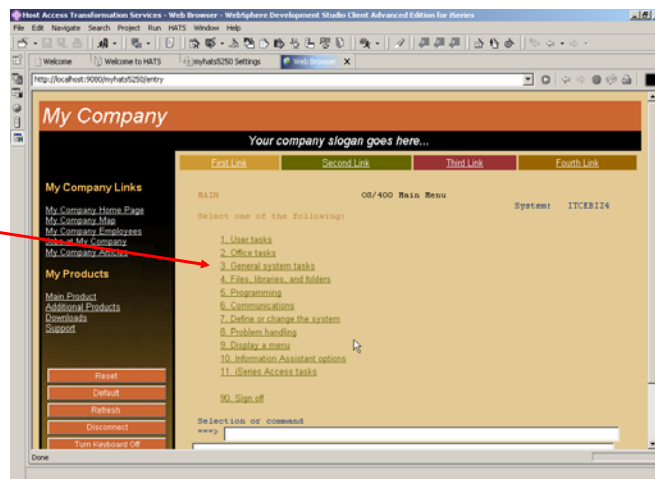 Host Access Transformation Services - Web Browser - WebSphere Development Studio Client Advanced Edition for iSeries
File Edit Navigate Search Project Run HATS Window Help
Welcome Welcome to HATS myhats5250 Settings Web Browser X
http://localhost:9080/myhats5250/entry
My Company
Your company slogan goes here...
First Link Second Link Third Link Fourth Link
My Company Links
My Company Home Page
My Company Map
My Company Employees
Jobs at My Company
My Company Articles
My Products
Main Product
Additional Products
Downloads
Support
Reset
Default
Refresh
Disconnect
Turn Keyboard Off
MAIN OS/400 Main Menu
System: ITCEBIZ4
Select one of the following:
1. User tasks
2. Office tasks
3. General system tasks
4. Files, libraries, and folders
5. Programming
6. Communications
7. Define or change the system
8. Problem handling
9. Display a menu
10. Information Assistant options
11. iSeries Access tasks
90. Sign off
Selection or command
===>
Done